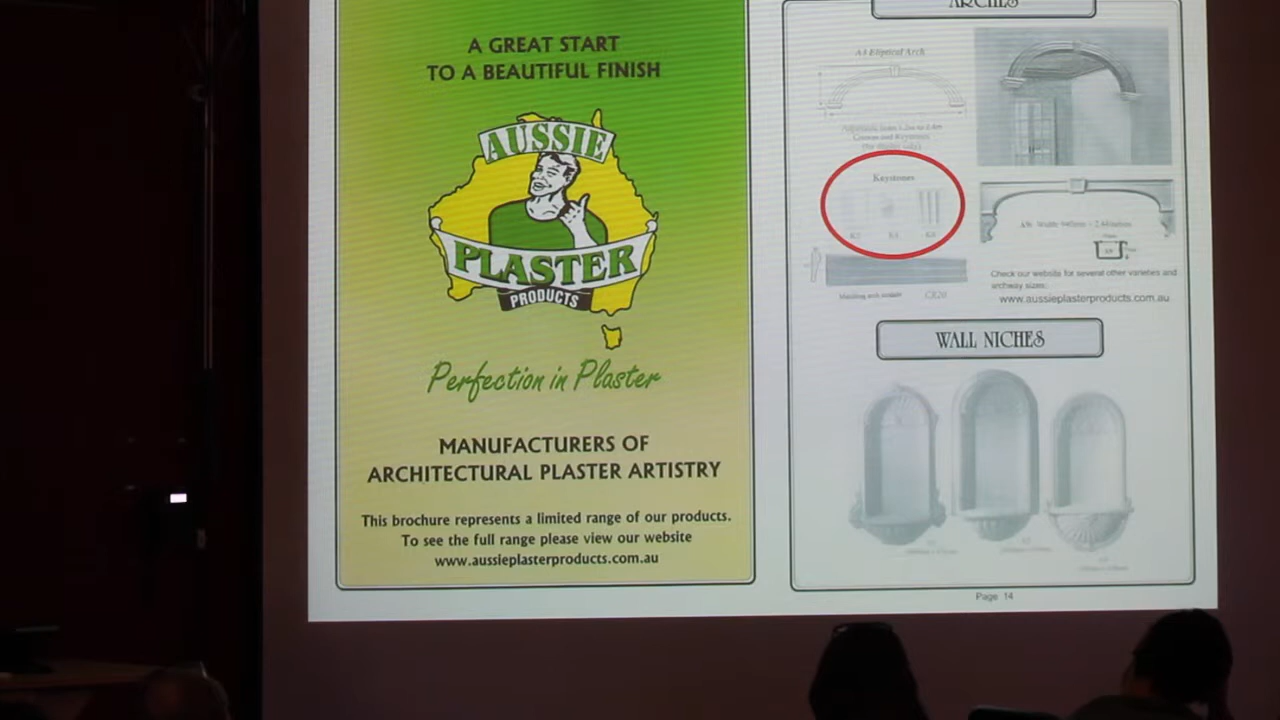 A GREAT START
TO A BEAUTIFUL FINISH
AUSSIE
PLASTER
PRODUCTS
Perfection in Plaster
MANUFACTURERS OF
ARCHITECTURAL PLASTER ARTISTRY
This brochure represents a limited range of our products.
To see the full range please view our website
www.aussieplasterproducts.com.au
ARCHES
A3 Eliptical Arch
Keystones
Check our website for several other varieties and
archway sizes:
www.aussieplasterproducts.com.au
WALL NICHES
Page 14